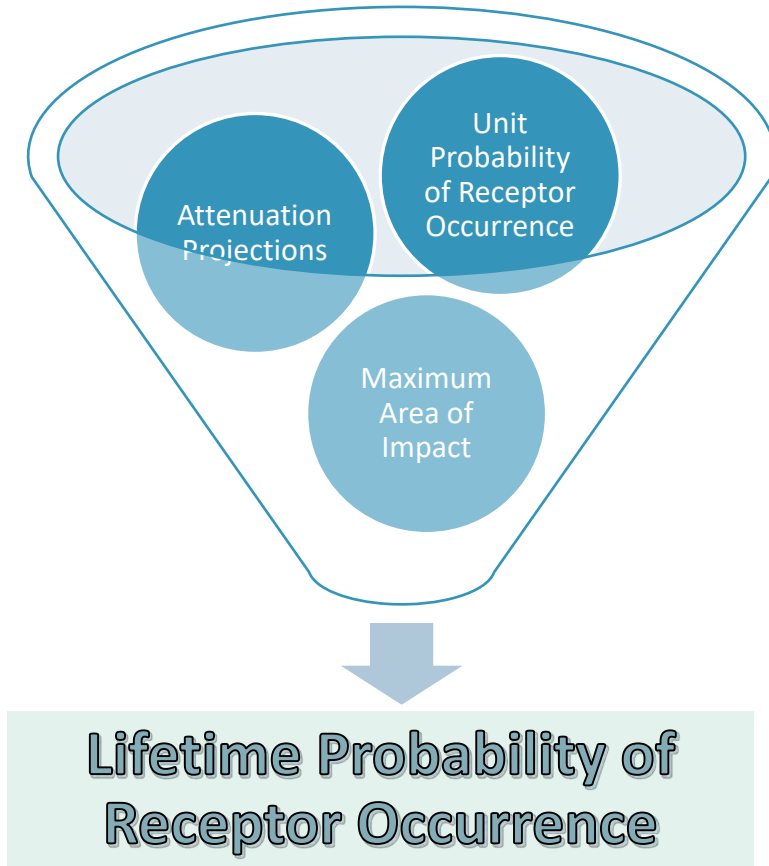 Unit
Probability
of Receptor
Occurrence
Attenuation
Projections
Maximum
Area of
Impact
Lifetime Probability of
Receptor Occurrence